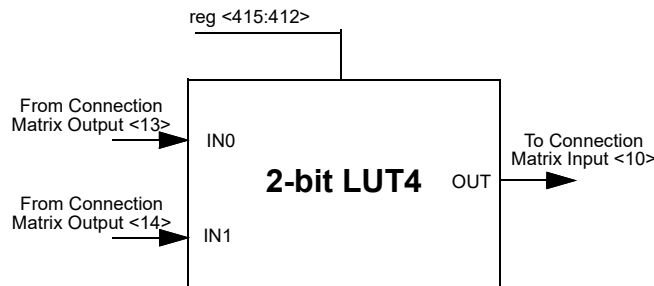 reg <415:412>
From Connection
Matrix Output <13>
IN0
To Connection
Matrix Input <10>
2-bit LUT4
OUT
From Connection
Matrix Output <14>
IN1